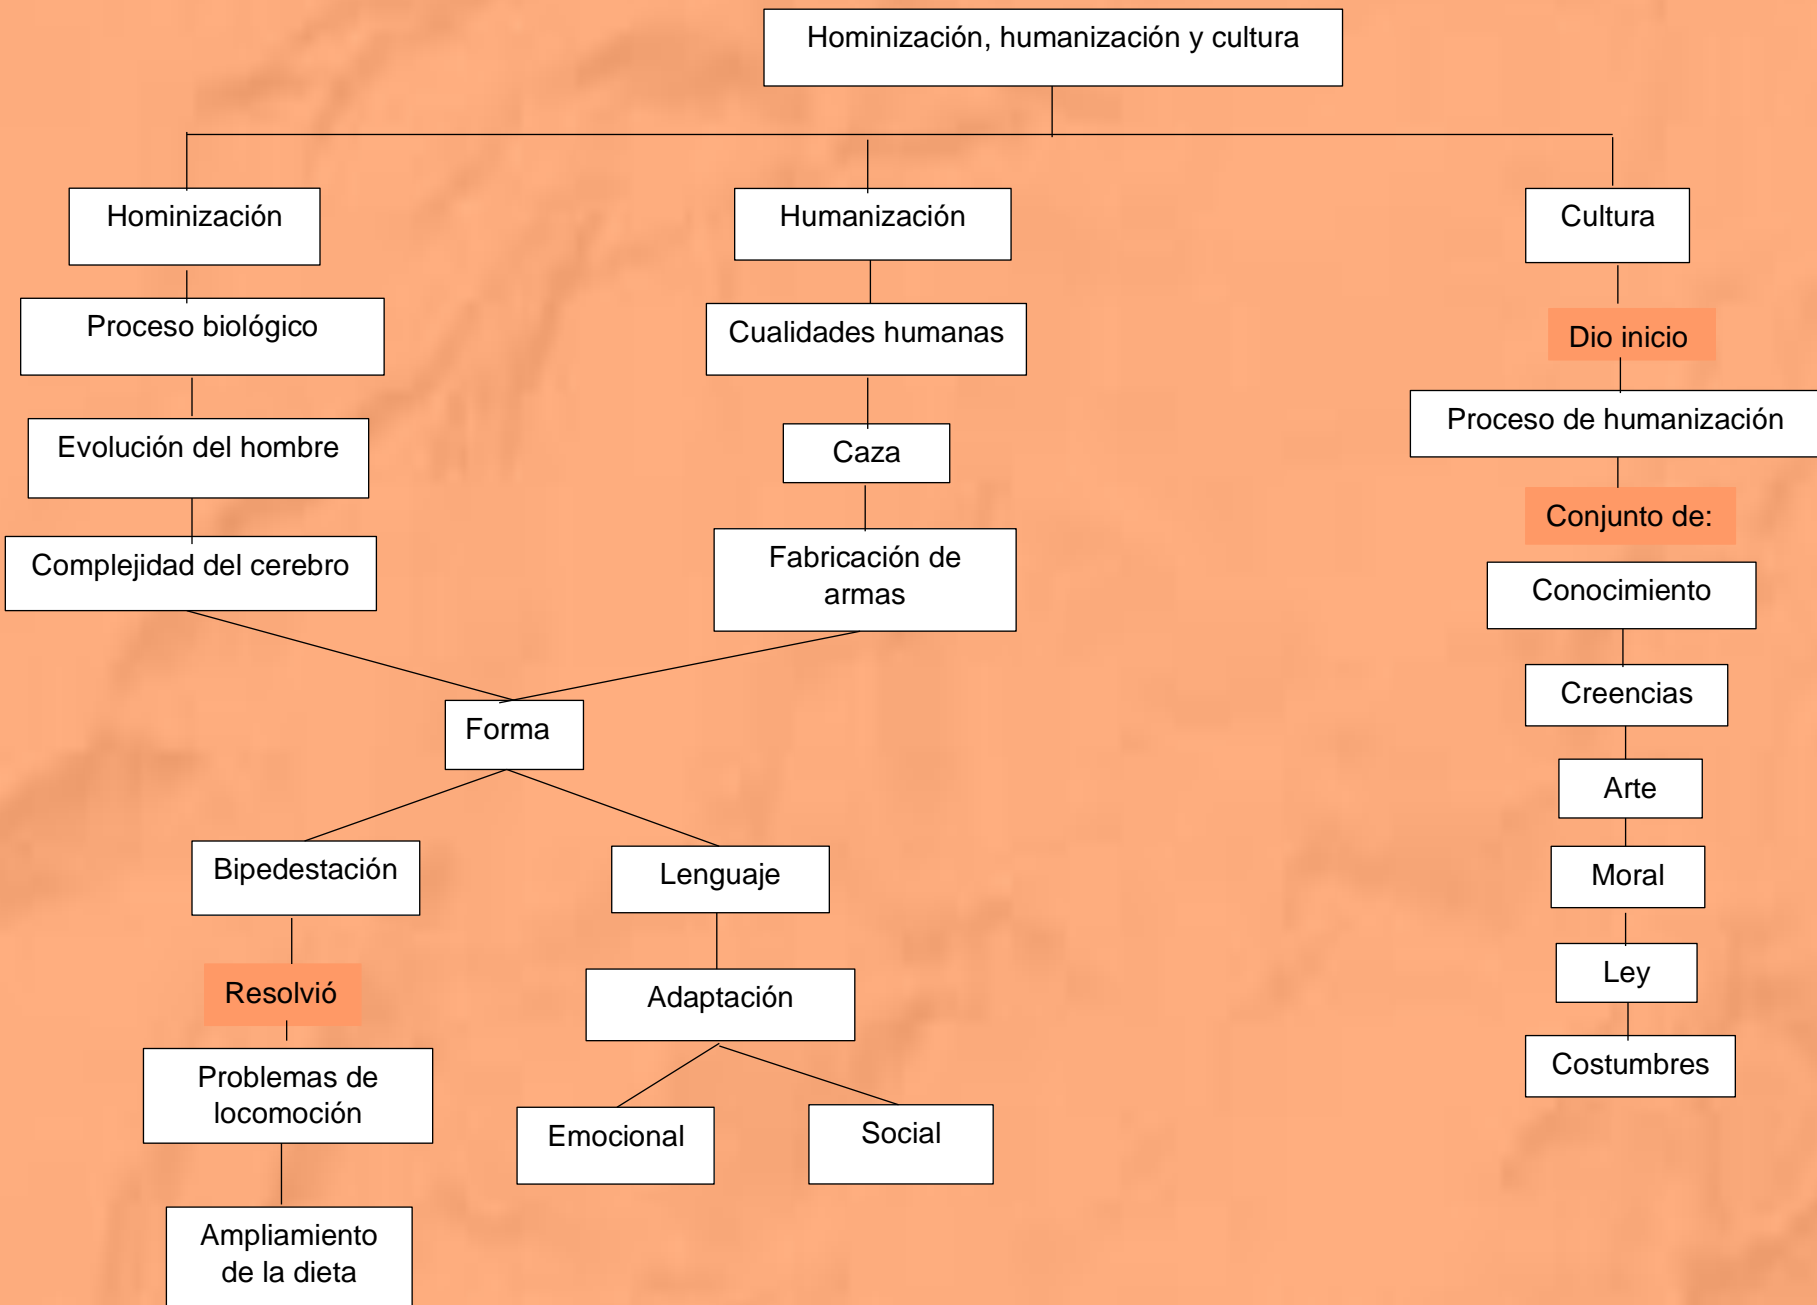 Hominización, humanización y cultura
Hominización
Humanización
Cultura
Proceso biológico
Cualidades humanas
Dio inicio
Proceso de humanización
Evolución del hombre
Caza
Conjunto de:
Complejidad del cerebro
Fabricación de
armas
Conocimiento
Creencias
Forma
Arte
Bipedestación
Lenguaje
Moral
Resolvió
Adaptación
Ley
Problemas de
locomoción
Emocional
Social
Costumbres
Ampliamiento
de la dieta